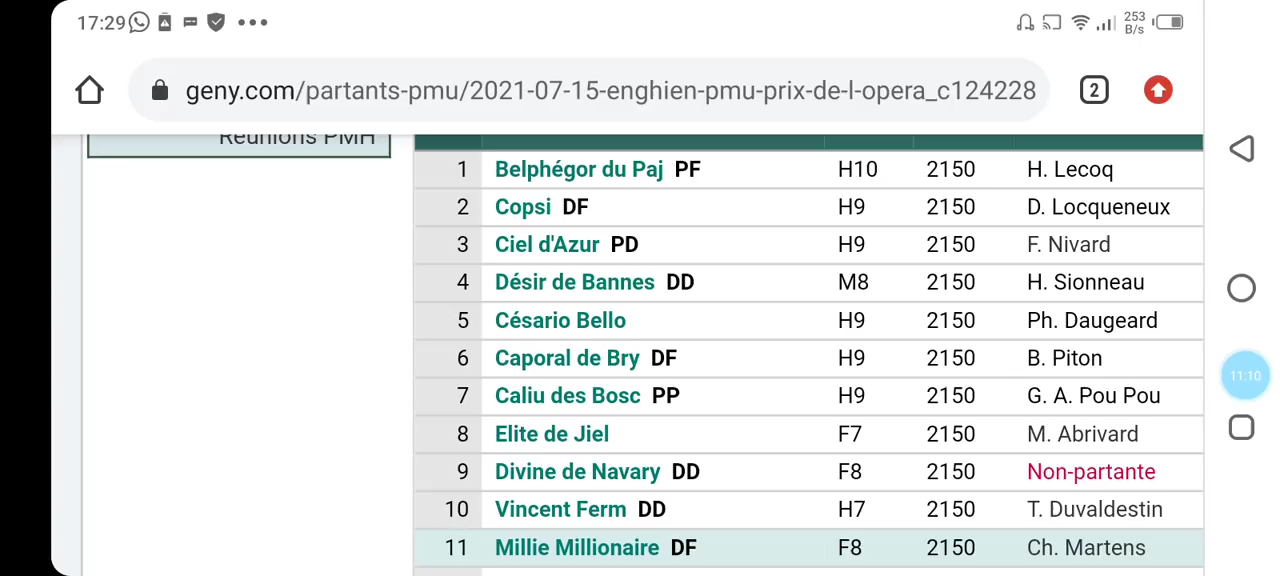 17:29 253 B/s
geny.com/partants-pmu/2021-07-15-enghien-pmu-prix-de-l-opera_c124228 2
Réunions PMH
1 Belphégor du Paj PF H10 2150 H. Lecoq
2 Copsi DF H9 2150 D. Locqueneux
3 Ciel d'Azur PD H9 2150 F. Nivard
4 Désir de Bannes DD M8 2150 H. Sionneau
5 Césario Bello H9 2150 Ph. Daugeard
6 Caporal de Bry DF H9 2150 B. Piton
7 Caliu des Bosc PP H9 2150 G. A. Pou Pou
8 Elite de Jiel F7 2150 M. Abrivard
9 Divine de Navary DD F8 2150 Non-partante
10 Vincent Ferm DD H7 2150 T. Duvaldestin
11 Millie Millionaire DF F8 2150 Ch. Martens
11:10